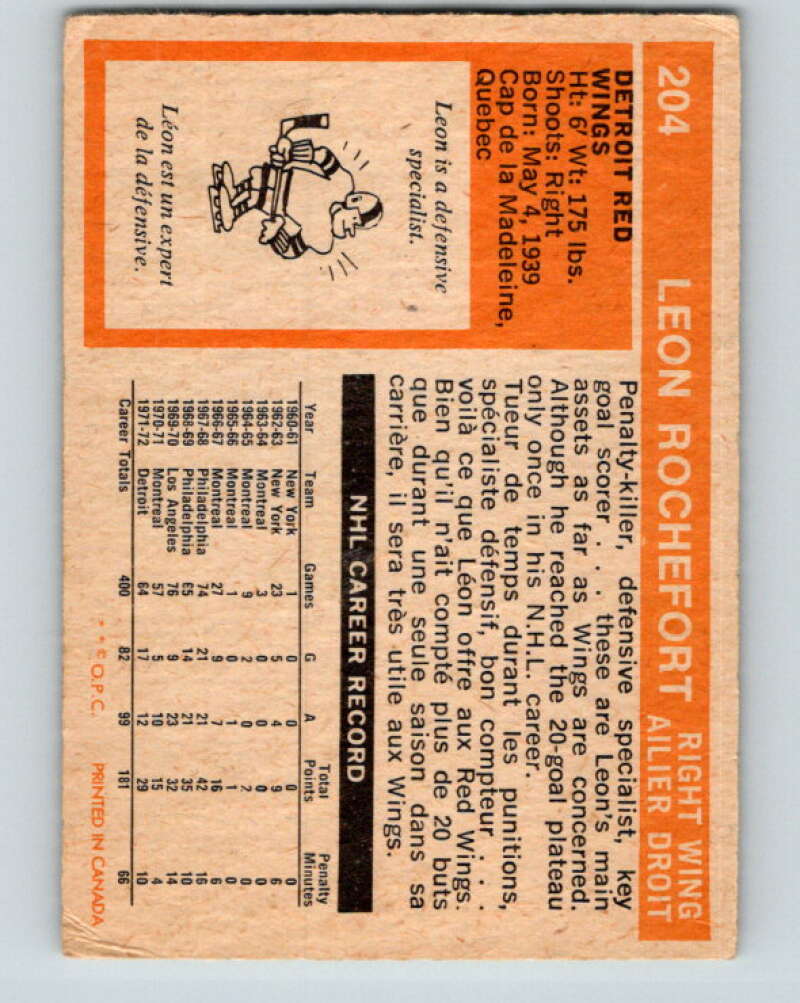 204 LEON ROCHEFORT RIGHT WING
AILIER DROIT
DETROIT RED
WINGS
Ht: 6' Wt: 175 lbs.
Shoots: Right
Born: May 4, 1939
Cap de la Madeleine,
Quebec
Leon is a defensive
specialist.
Léon est un expert
de la défensive.
Penalty-killer, defensive specialist, key
goal scorer . . . these are Leon's main
assets as far as Wings are concerned.
Although he reached the 20-goal plateau
only once in his N.H.L. career.
Tueur de temps durant les punitions,
spécialiste défensif, bon compteur . . .
voilà ce que Léon offre aux Red Wings.
Bien qu'il n'ait compté plus de 20 buts
que durant une seule saison dans sa
carrière, il sera très utile aux Wings.
NHL CAREER RECORD
Year Team Games G A Total Points Penalty Minutes
1960-61 New York 1 0 0 0 0
1962-63 New York 23 5 4 9 6
1963-64 Montreal 3 0 0 0 0
1964-65 Montreal 9 2 0 2 0
1965-66 Montreal 1 0 1 1 0
1966-67 Montreal 27 9 7 16 6
1967-68 Philadelphia 74 21 21 42 16
1968-69 Philadelphia 65 14 21 35 10
1969-70 Los Angeles 76 9 23 32 14
1970-71 Montreal 57 5 10 15 4
1971-72 Detroit 64 17 12 29 10
Career Totals 400 82 99 181 66
* * © O.P.C. PRINTED IN CANADA